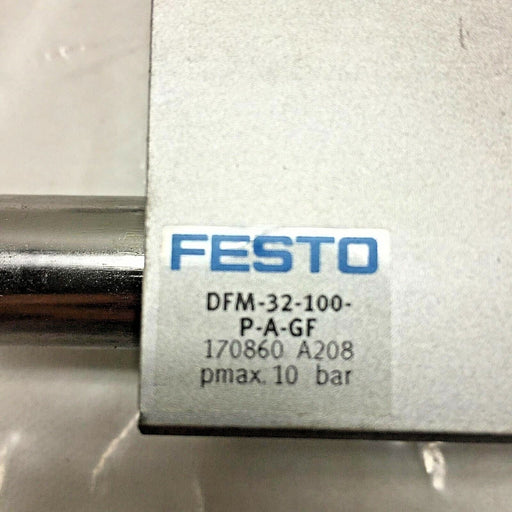 FESTO
DFM-32-100-
P-A-GF
170860 A208
pmax. 10 bar